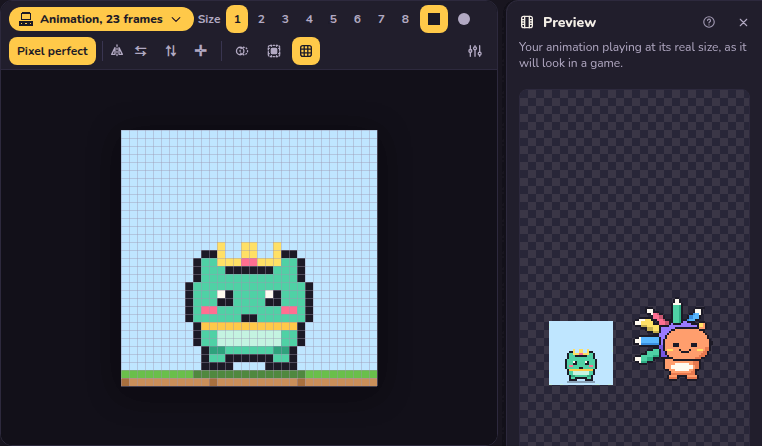 Animation, 23 frames
Size 1 2 3 4 5 6 7 8
Pixel perfect
Preview
Your animation playing at its real size, as it
will look in a game.